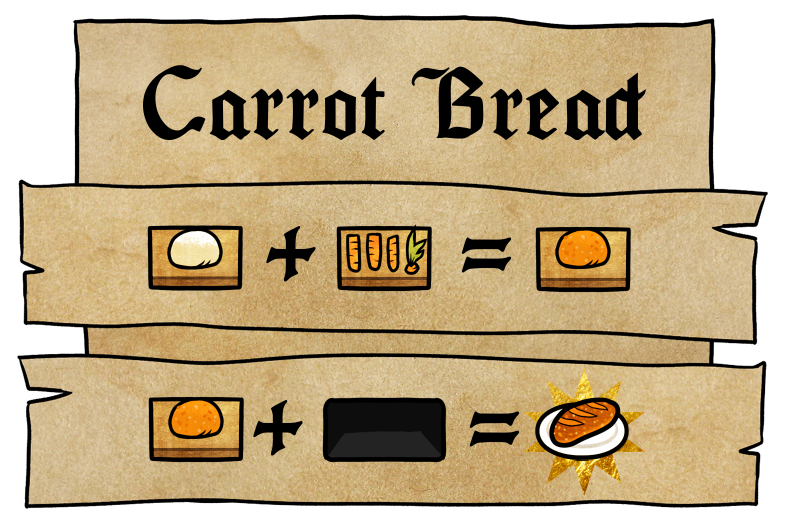 Carrot Bread
+ =
+ =